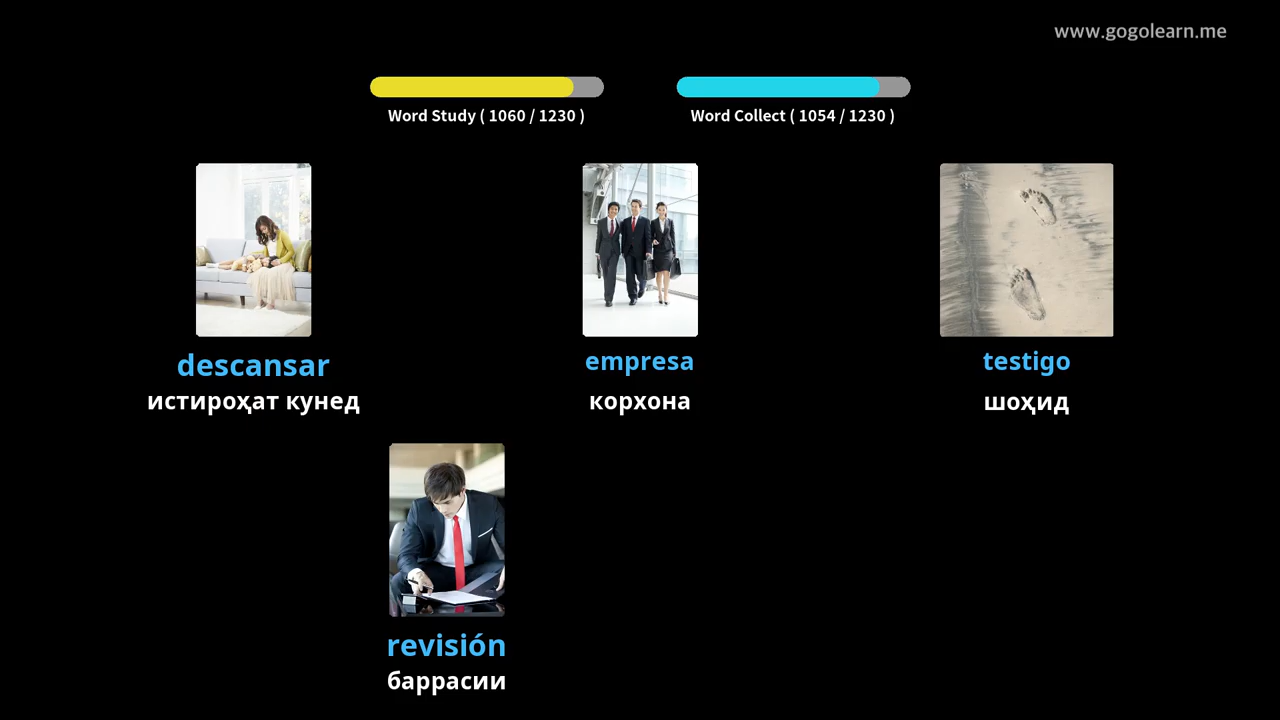 www.gogolearn.me
Word Study ( 1060 / 1230 )
Word Collect ( 1054 / 1230 )
descansar
истироҳат кунед
empresa
корхона
testigo
шоҳид
revisión
баррасии